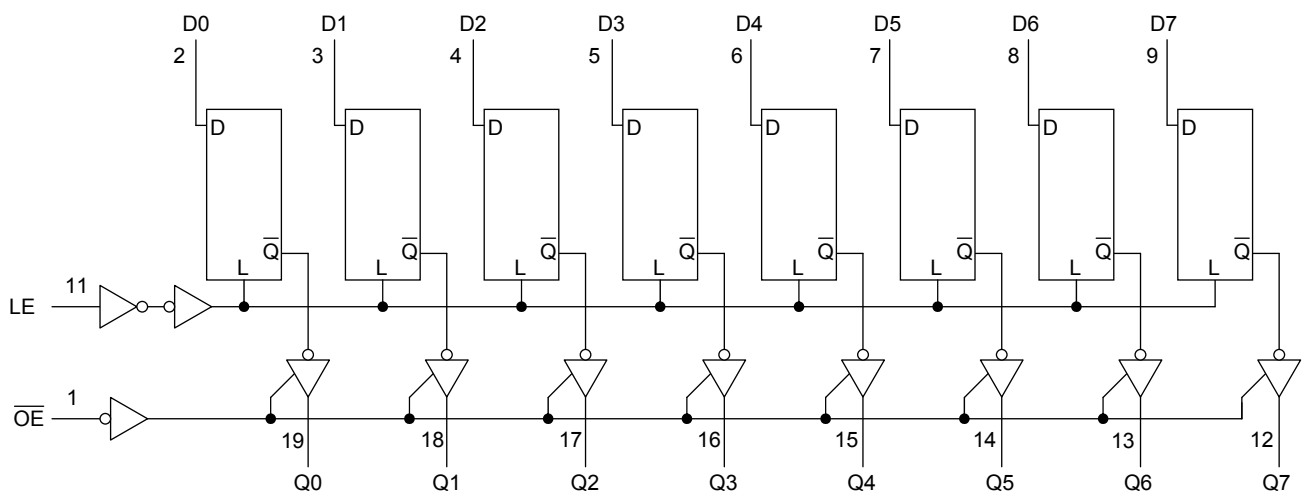 D0 D1 D2 D3 D4 D5 D6 D7
2 3 4 5 6 7 8 9
D D D D D D D D
Q̅ Q̅ Q̅ Q̅ Q̅ Q̅ Q̅ Q̅
L L L L L L L L
11
LE
1
O̅E̅
19 18 17 16 15 14 13 12
Q0 Q1 Q2 Q3 Q4 Q5 Q6 Q7